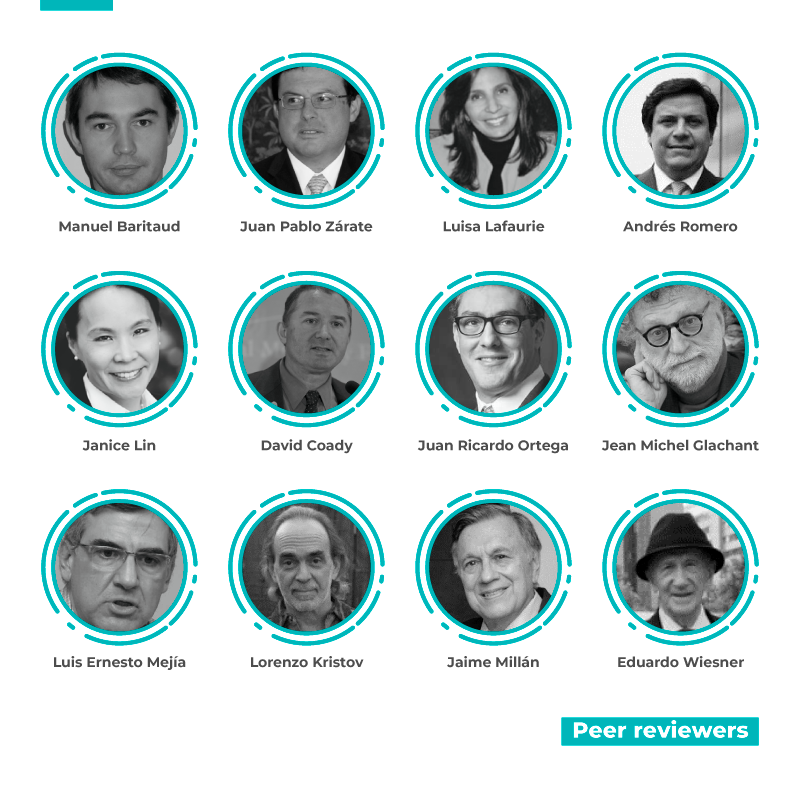 Manuel Baritaud
Juan Pablo Zárate
Luisa Lafaurie
Andrés Romero
Janice Lin
David Coady
Juan Ricardo Ortega
Jean Michel Glachant
Luis Ernesto Mejía
Lorenzo Kristov
Jaime Millán
Eduardo Wiesner
Peer reviewers